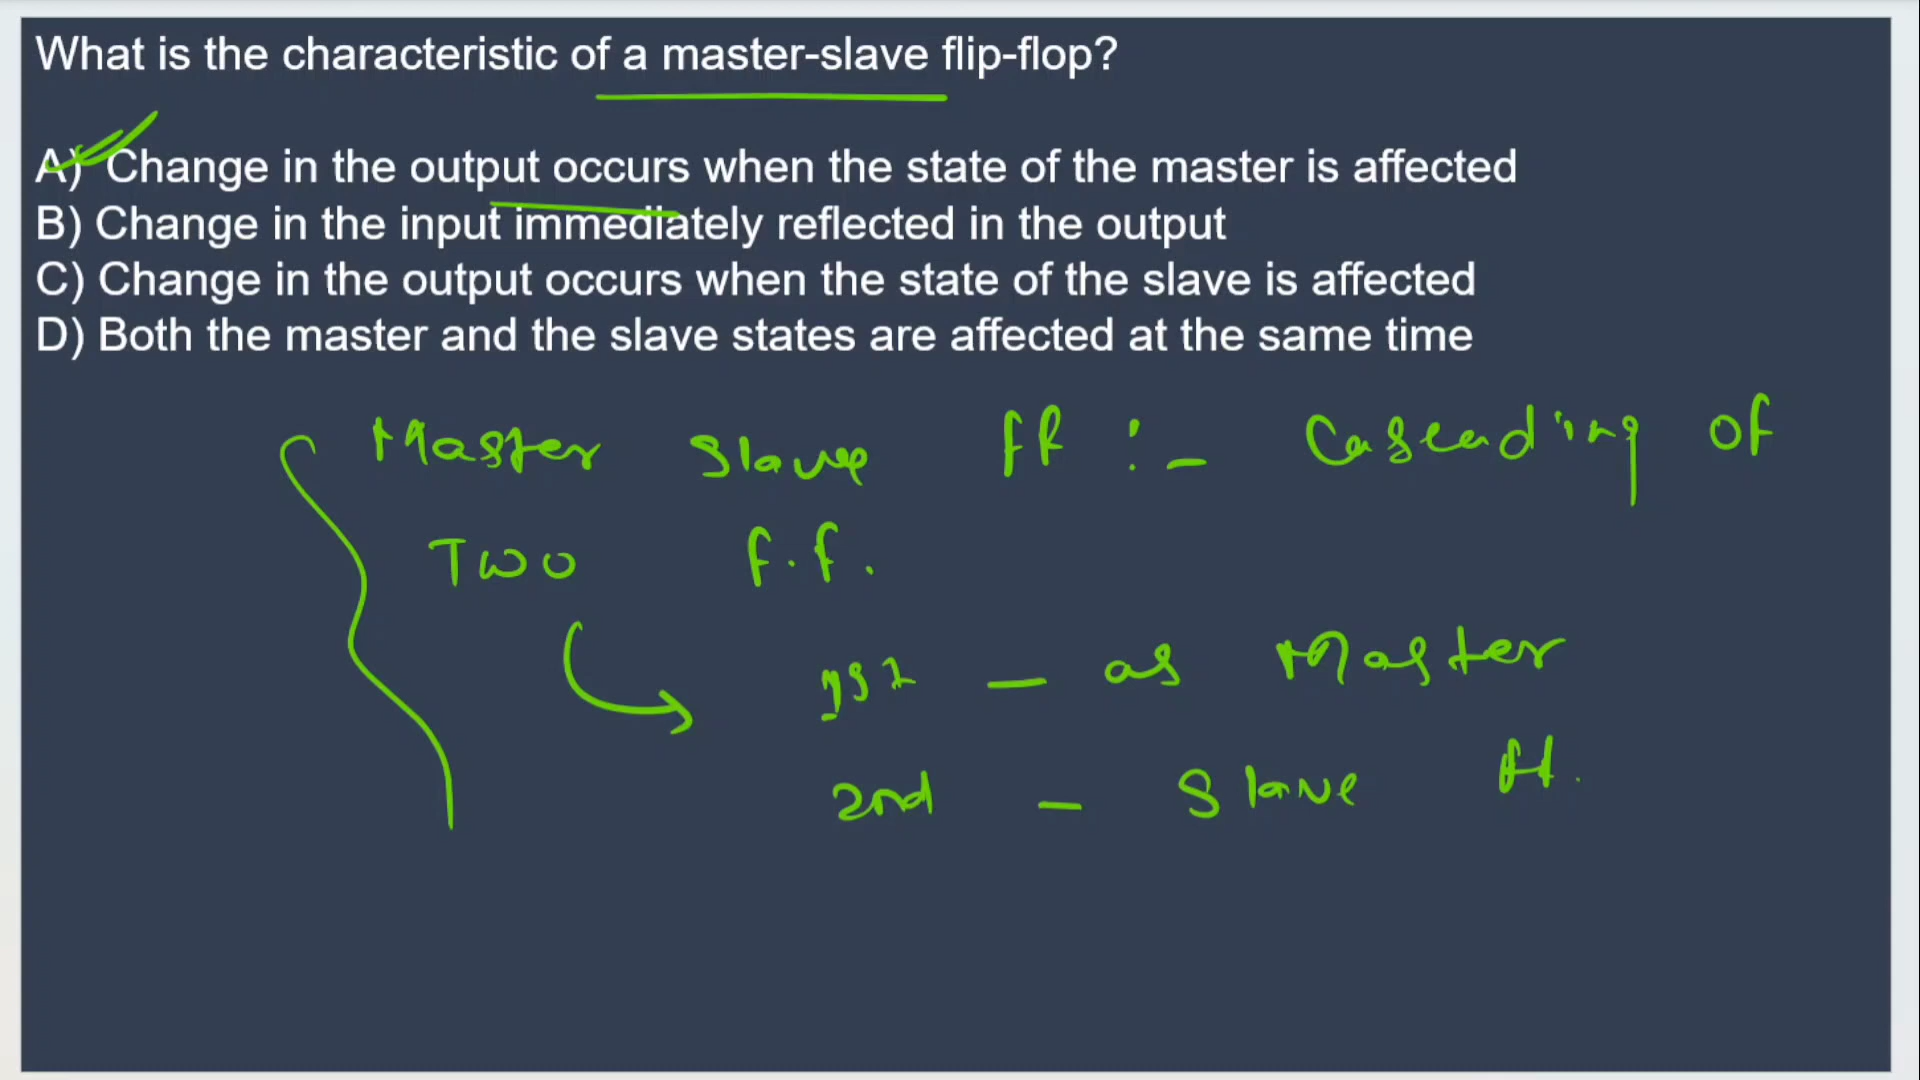 What is the characteristic of a master-slave flip-flop?
A) Change in the output occurs when the state of the master is affected
B) Change in the input immediately reflected in the output
C) Change in the output occurs when the state of the slave is affected
D) Both the master and the slave states are affected at the same time
Master Slave ff :- Cascading of
Two f.f.
1st - as Master
2nd - Slave ff.